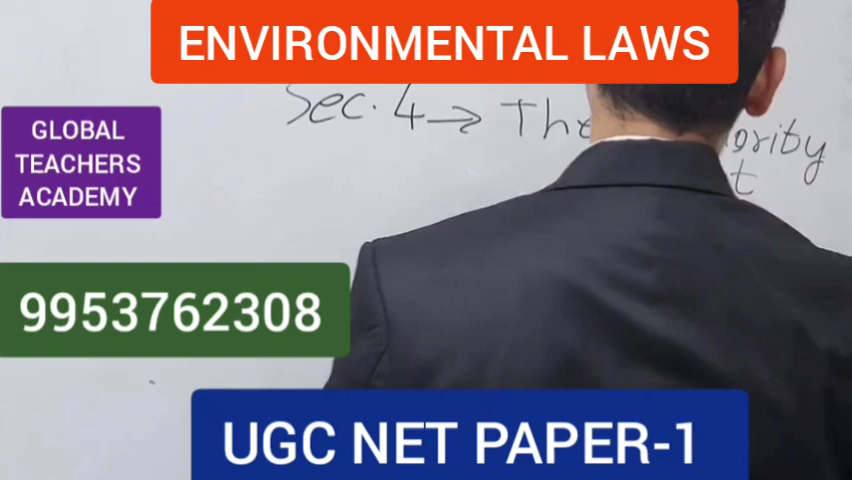 ENVIRONMENTAL LAWS
Sec. 4 → The
GLOBAL
TEACHERS
ACADEMY
9953762308
UGC NET PAPER-1